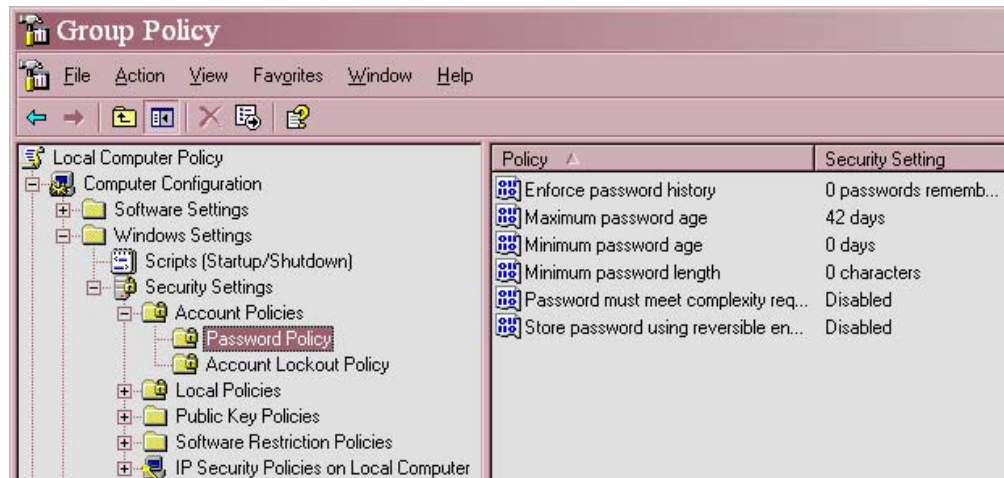 Group Policy
File Action View Favorites Window Help
Local Computer Policy
Computer Configuration
Software Settings
Windows Settings
Scripts (Startup/Shutdown)
Security Settings
Account Policies
Password Policy
Account Lockout Policy
Local Policies
Public Key Policies
Software Restriction Policies
IP Security Policies on Local Computer
Policy Security Setting
Enforce password history 0 passwords rememb...
Maximum password age 42 days
Minimum password age 0 days
Minimum password length 0 characters
Password must meet complexity req... Disabled
Store password using reversible en... Disabled